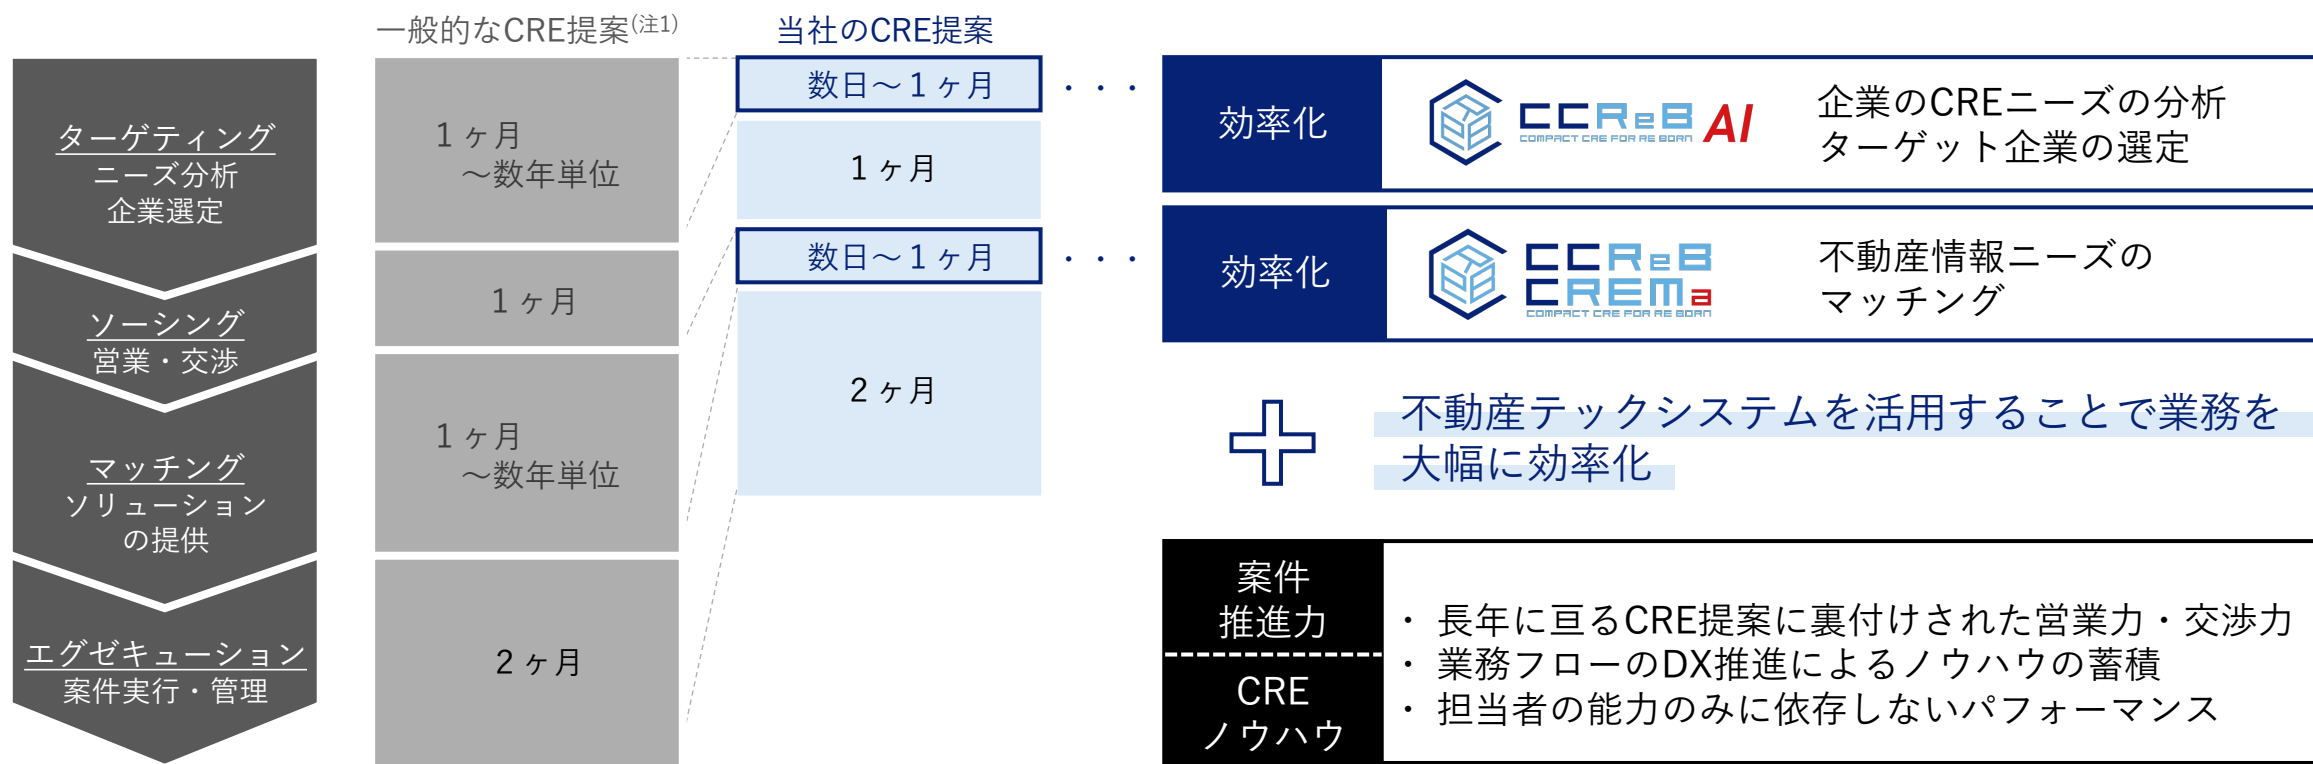 一般的なCRE提案(注1)
当社のCRE提案
ターゲティング
ニーズ分析
企業選定
ソーシング
営業・交渉
マッチング
ソリューション
の提供
エグゼキューション
案件実行・管理
1ヶ月
～数年単位
1ヶ月
1ヶ月
～数年単位
2ヶ月
数日～1ヶ月
1ヶ月
数日～1ヶ月
2ヶ月
・・・
・・・
効率化
CCReB AI
COMPACT CRE FOR RE BORN
企業のCREニーズの分析
ターゲット企業の選定
効率化
CCReB
CREMa
COMPACT CRE FOR RE BORN
不動産情報ニーズの
マッチング
不動産テックシステムを活用することで業務を
大幅に効率化
案件
推進力
CRE
ノウハウ
・ 長年に亘るCRE提案に裏付けされた営業力・交渉力
・ 業務フローのDX推進によるノウハウの蓄積
・ 担当者の能力のみに依存しないパフォーマンス